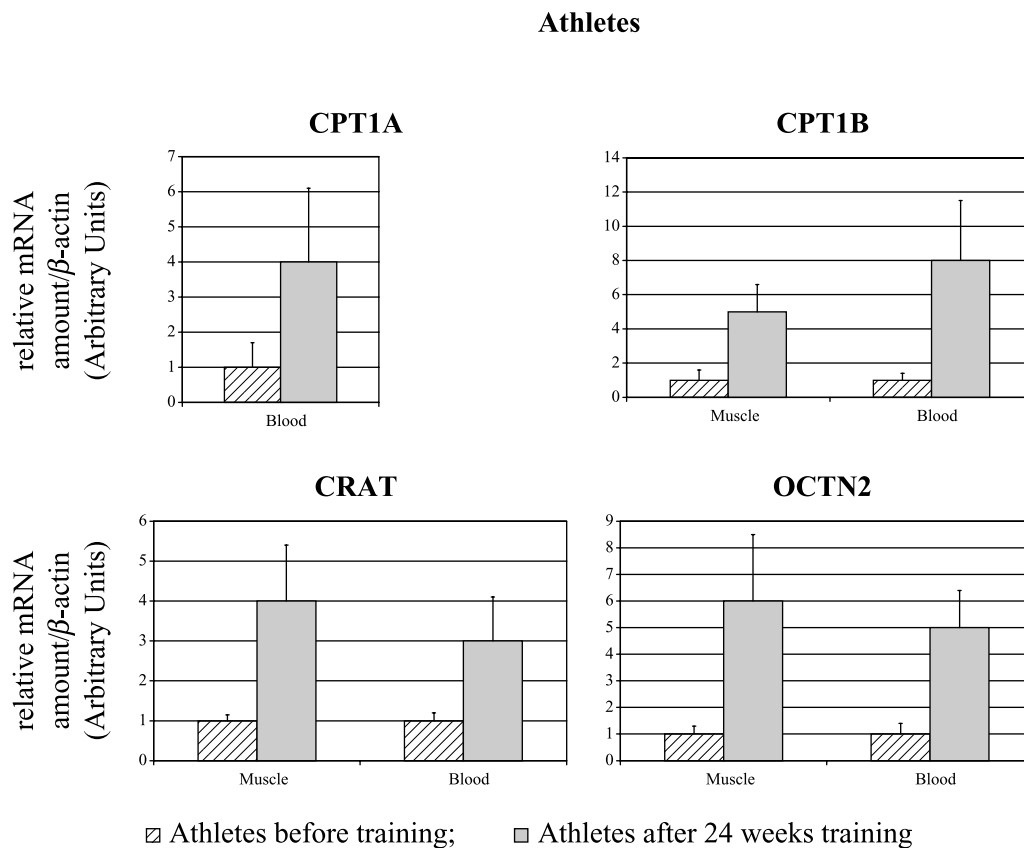 Athletes
CPT1A
relative mRNA
amount/β-actin
(Arbitrary Units)
7
6
5
4
3
2
1
0
Blood
CPT1B
14
12
10
8
6
4
2
0
Muscle Blood
CRAT
relative mRNA
amount/β-actin
(Arbitrary Units)
6
5
4
3
2
1
0
Muscle Blood
OCTN2
9
8
7
6
5
4
3
2
1
0
Muscle Blood
Athletes before training; Athletes after 24 weeks training